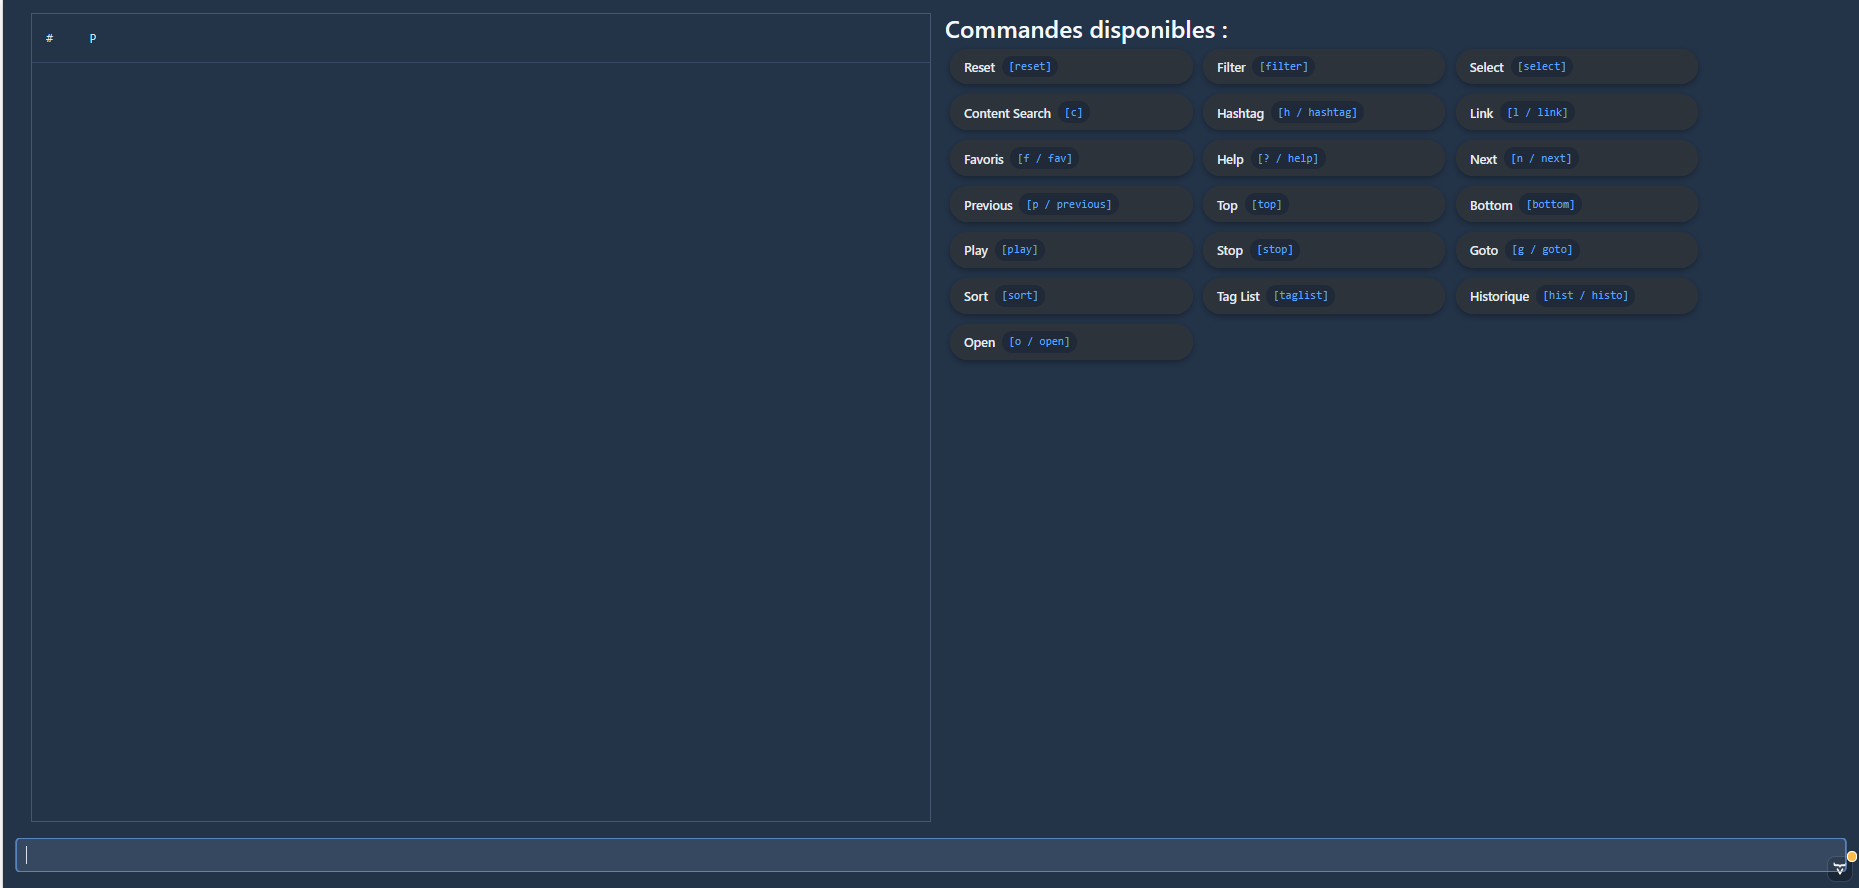 # P
Commandes disponibles :
Reset [reset] Filter [filter] Select [select]
Content Search [c] Hashtag [h / hashtag] Link [l / link]
Favoris [f / fav] Help [? / help] Next [n / next]
Previous [p / previous] Top [top] Bottom [bottom]
Play [play] Stop [stop] Goto [g / goto]
Sort [sort] Tag List [taglist] Historique [hist / histo]
Open [o / open]